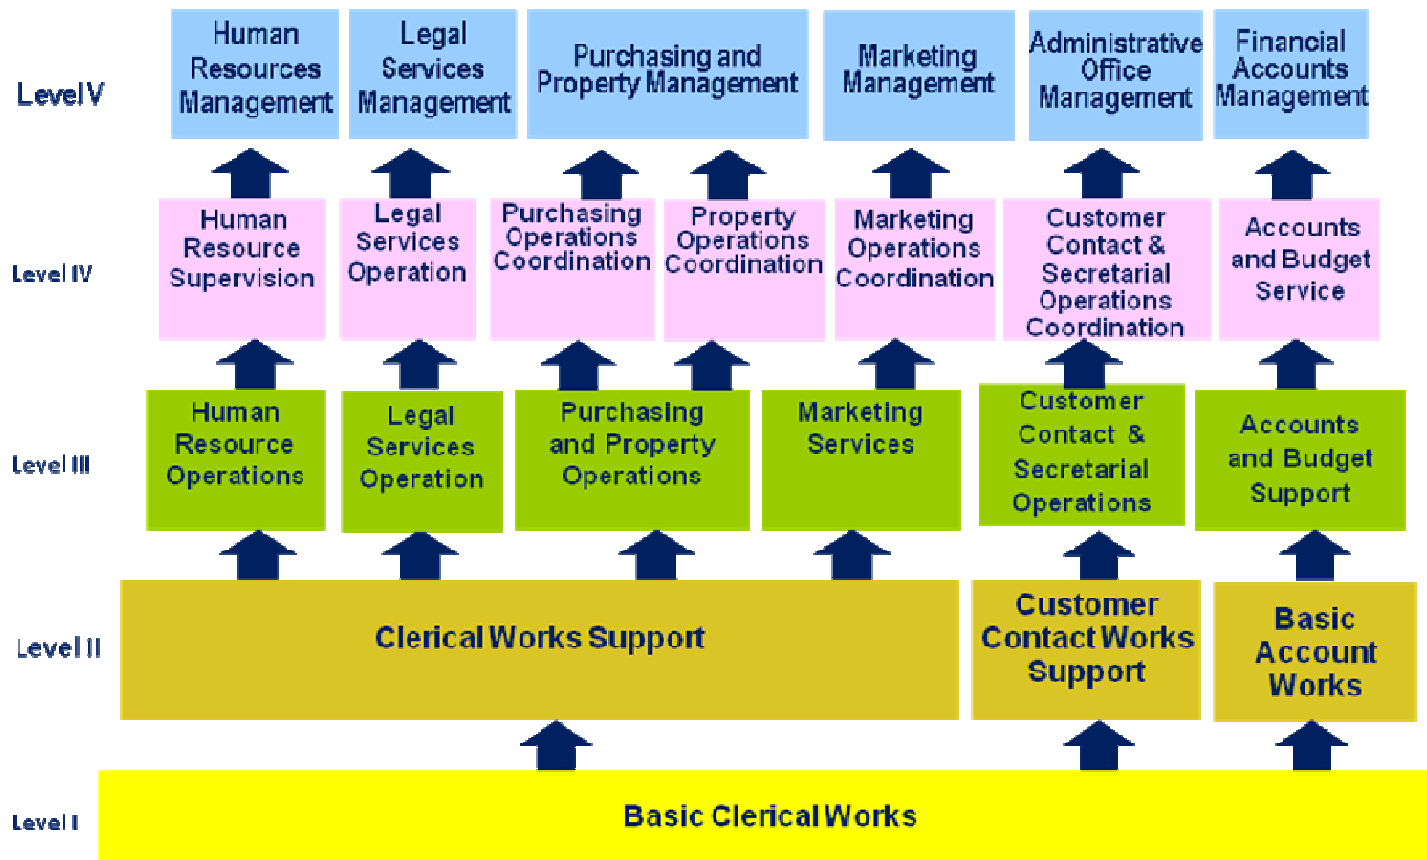 Level V
Human
Resources
Management
Legal
Services
Management
Purchasing and
Property Management
Marketing
Management
Administrative
Office
Management
Financial
Accounts
Management
Level IV
Human
Resource
Supervision
Legal
Services
Operation
Purchasing
Operations
Coordination
Property
Operations
Coordination
Marketing
Operations
Coordination
Customer
Contact &
Secretarial
Operations
Coordination
Accounts
and Budget
Service
Level III
Human
Resource
Operations
Legal
Services
Operation
Purchasing
and Property
Operations
Marketing
Services
Customer
Contact &
Secretarial
Operations
Accounts
and Budget
Support
Level II
Clerical Works Support
Customer
Contact Works
Support
Basic
Account
Works
Level I
Basic Clerical Works